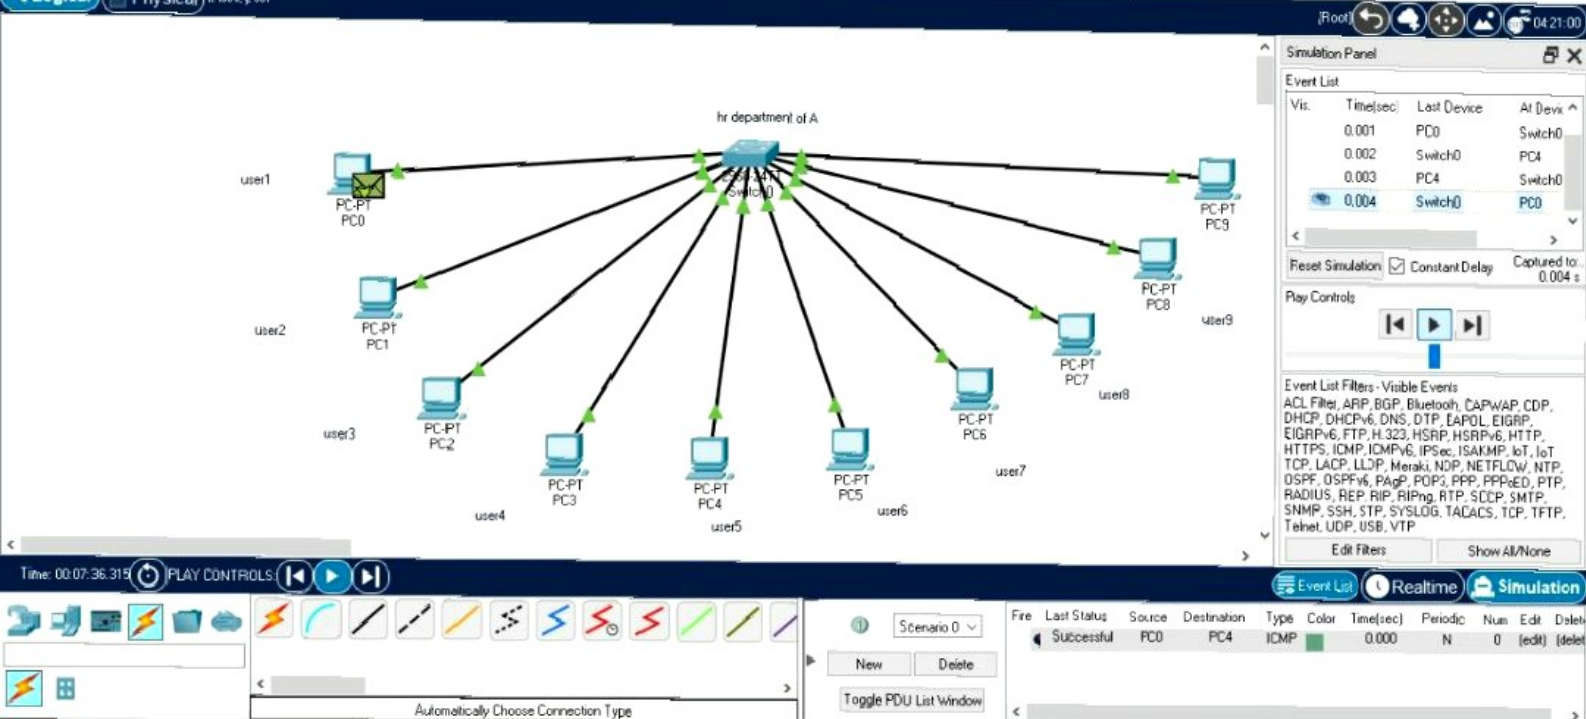 Logical
Physical
[Root]
04:21:00
Simulation Panel
Event List
Vis. Time(sec) Last Device At Devic
0.001 PC0 Switch0
0.002 Switch0 PC4
0.003 PC4 Switch0
0.004 Switch0 PC0
Reset Simulation Constant Delay Captured to:
0.004 s
Play Controls
Event List Filters - Visible Events
ACL Filter, ARP, BGP, Bluetooth, CAPWAP, CDP,
DHCP, DHCPv6, DNS, DTP, EAPOL, EIGRP,
EIGRPv6, FTP, H.323, HSRP, HSRPv6, HTTP,
HTTPS, ICMP, ICMPv6, IPSec, ISAKMP, IoT, IoT
TCP, LACP, LLDP, Meraki, NDP, NETFLOW, NTP,
OSPF, OSPFv6, PAgP, POP3, PPP, PPPoED, PTP,
RADIUS, REP, RIP, RIPng, RTP, SCCP, SMTP,
SNMP, SSH, STP, SYSLOG, TACACS, TCP, TFTP,
Telnet, UDP, USB, VTP
Edit Filters
Show All/None
hr department of A
2960-24TT
Switch0
user1
PC-PT
PC0
user2
PC-PT
PC1
user3
PC-PT
PC2
user4
PC-PT
PC3
user5
PC-PT
PC4
user6
PC-PT
PC5
user7
PC-PT
PC6
user8
PC-PT
PC7
user9
PC-PT
PC8
PC-PT
PC9
Time: 00:07:36.315
PLAY CONTROLS:
Event List
Realtime
Simulation
Scenario 0
New
Delete
Toggle PDU List Window
Fire Last Status Source Destination Type Color Time(sec) Periodic Num Edit Delet
Successful PC0 PC4 ICMP 0.000 N 0 (edit) (delet
Automatically Choose Connection Type